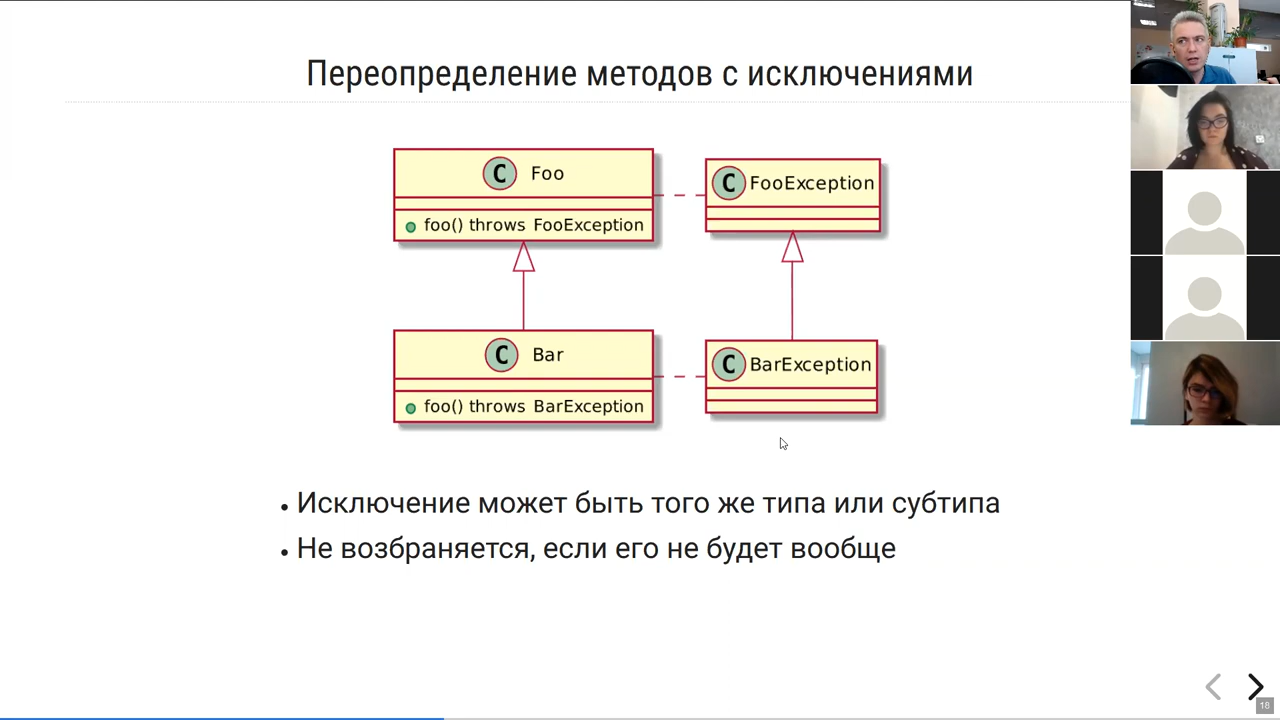 Переопределение методов с исключениями
C Foo
foo() throws FooException
C FooException
C Bar
foo() throws BarException
C BarException
• Исключение может быть того же типа или субтипа
• Не возбраняется, если его не будет вообще
18